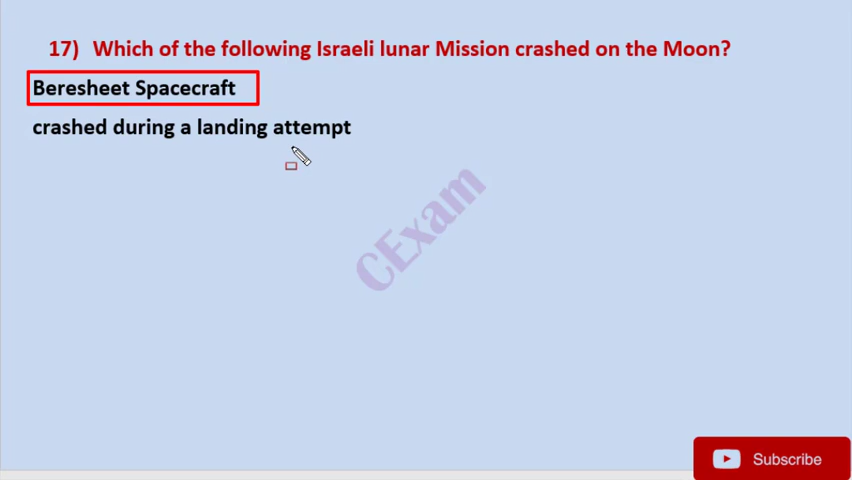 17) Which of the following Israeli lunar Mission crashed on the Moon?
Beresheet Spacecraft
crashed during a landing attempt
CExam
Subscribe